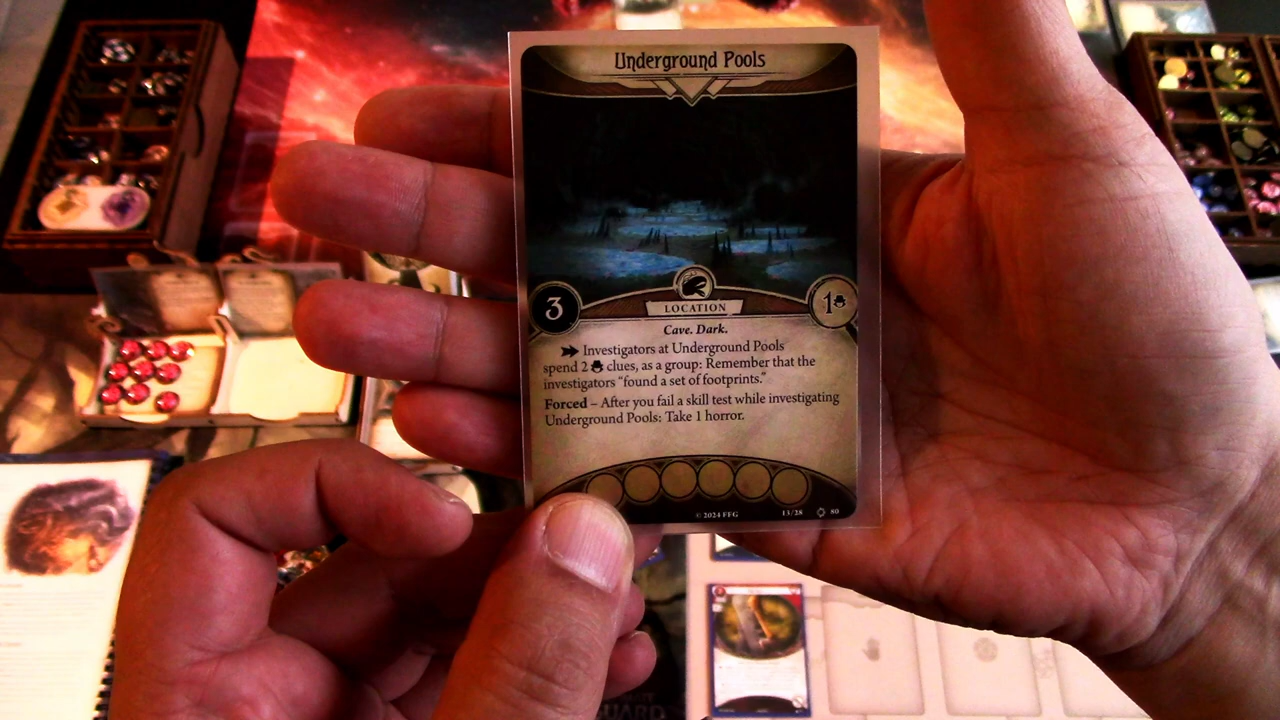 Underground Pools
3
1
LOCATION
Cave. Dark.
Investigators at Underground Pools
spend 2 clues, as a group: Remember that the
investigators “found a set of footprints.”
Forced – After you fail a skill test while investigating
Underground Pools: Take 1 horror.
© 2024 FFG 13/28 80